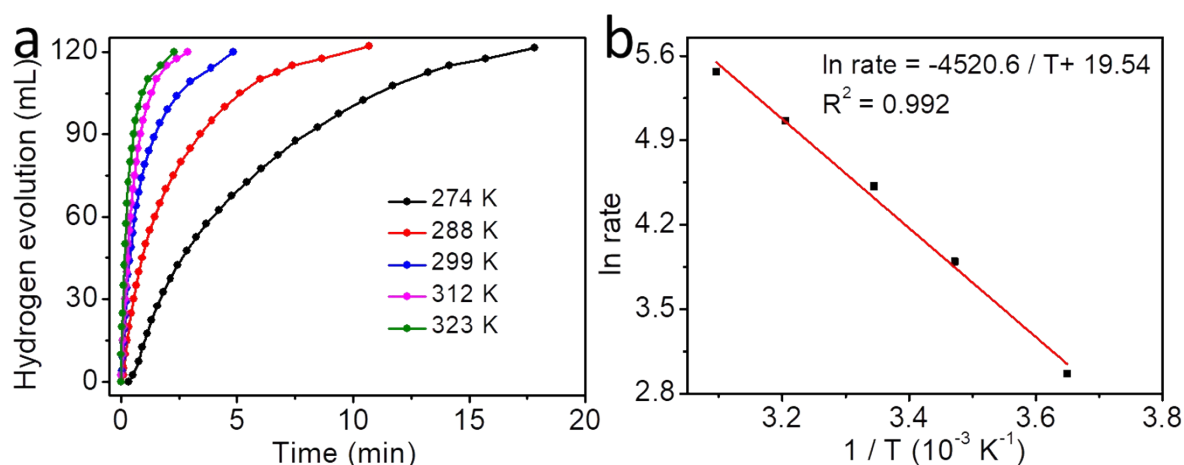 a
Hydrogen evolution (mL)
120
90
60
30
0
274 K
288 K
299 K
312 K
323 K
0 5 10 15 20
Time (min)
b
ln rate
5.6
4.9
4.2
3.5
2.8
ln rate = -4520.6 / T+ 19.54
R² = 0.992
3.2 3.4 3.6 3.8
1 / T (10⁻³ K⁻¹)